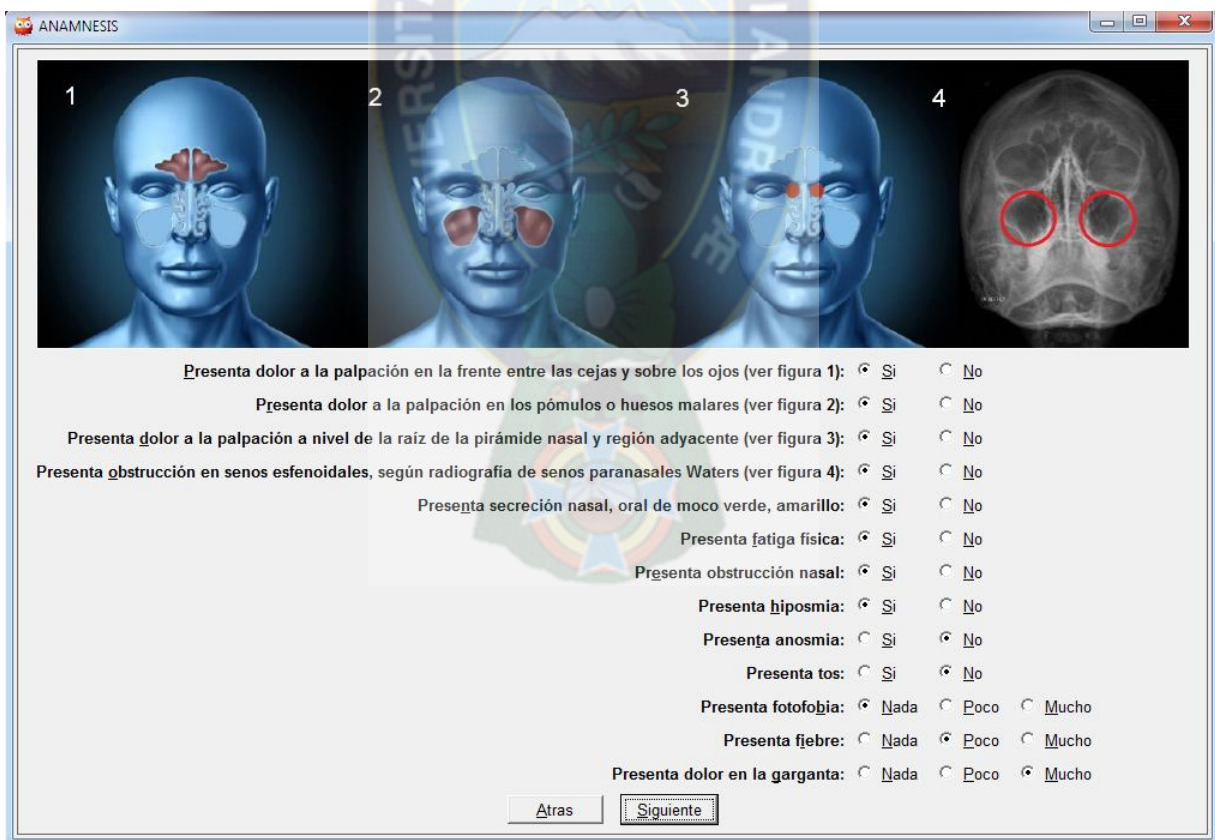 ANAMNESIS
1 2 3 4
Presenta dolor a la palpación en la frente entre las cejas y sobre los ojos (ver figura 1): Si No
Presenta dolor a la palpación en los pómulos o huesos malares (ver figura 2): Si No
Presenta dolor a la palpación a nivel de la raíz de la pirámide nasal y región adyacente (ver figura 3): Si No
Presenta obstrucción en senos esfenoidales, según radiografía de senos paranasales Waters (ver figura 4): Si No
Presenta secreción nasal, oral de moco verde, amarillo: Si No
Presenta fatiga física: Si No
Presenta obstrucción nasal: Si No
Presenta hiposmia: Si No
Presenta anosmia: Si No
Presenta tos: Si No
Presenta fotofobia: Nada Poco Mucho
Presenta fiebre: Nada Poco Mucho
Presenta dolor en la garganta: Nada Poco Mucho
Atras Siguiente